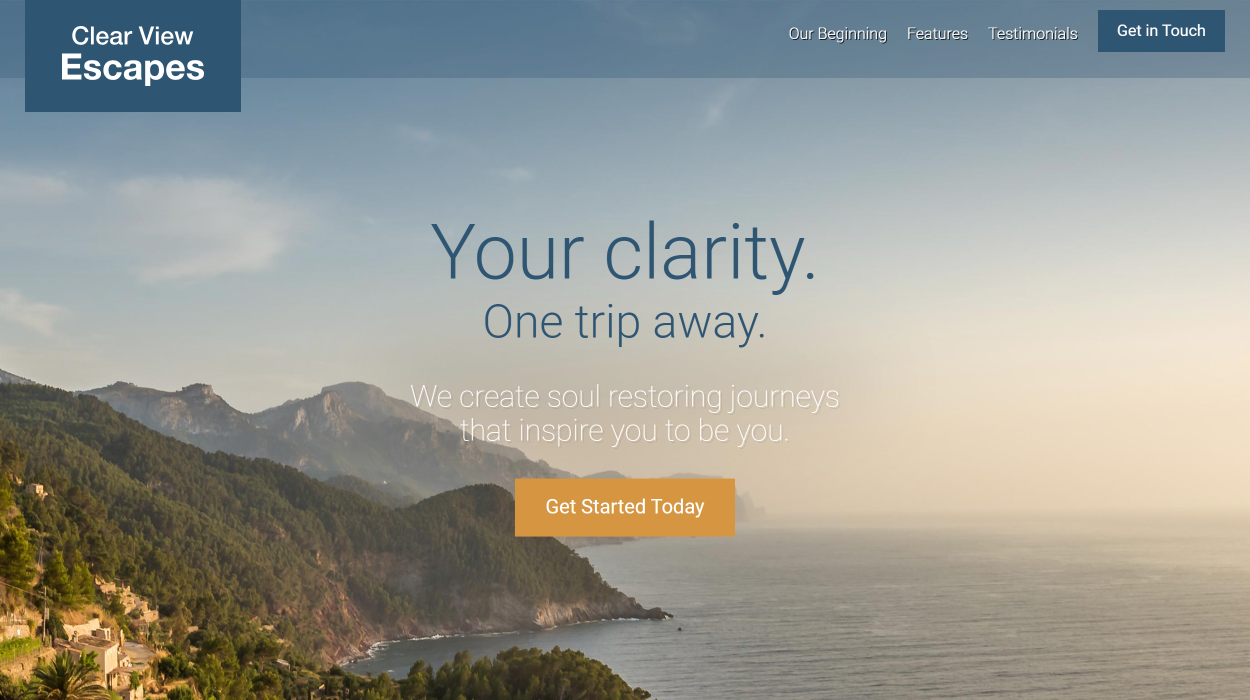 Clear View
Escapes
Our Beginning
Features
Testimonials
Get in Touch
Your clarity.
One trip away.
We create soul restoring journeys
that inspire you to be you.
Get Started Today